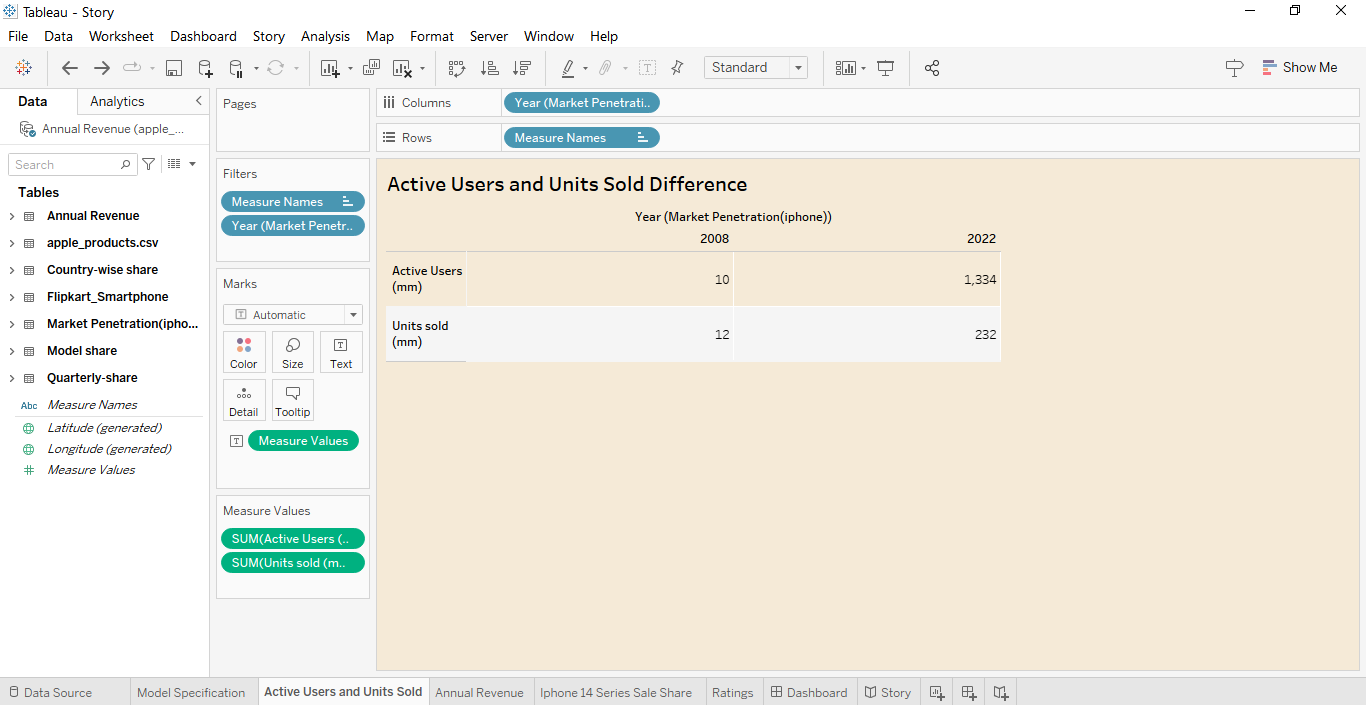 Tableau - Story
File Data Worksheet Dashboard Story Analysis Map Format Server Window Help
Standard
Show Me
Data Analytics
Annual Revenue (apple_...
Search
Tables
Annual Revenue
apple_products.csv
Country-wise share
Flipkart_Smartphone
Market Penetration(ipho...
Model share
Quarterly-share
Abc Measure Names
Latitude (generated)
Longitude (generated)
# Measure Values
Pages
Filters
Measure Names
Year (Market Penetr..
Marks
T Automatic
Color Size T Text
Detail Tooltip
T Measure Values
Measure Values
SUM(Active Users (..
SUM(Units sold (m..
Columns Year (Market Penetrati..
Rows Measure Names
Active Users and Units Sold Difference
Year (Market Penetration(iphone))
2008 2022
Active Users
(mm) 10 1,334
Units sold
(mm) 12 232
Data Source Model Specification Active Users and Units Sold Annual Revenue Iphone 14 Series Sale Share Ratings Dashboard Story